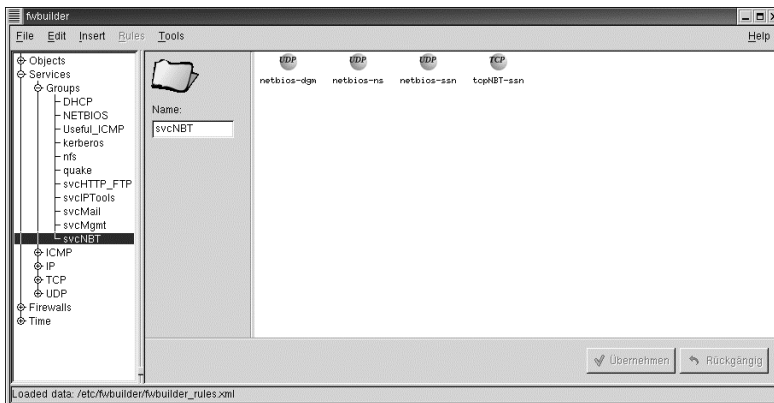 fwbuilder
File Edit Insert Rules Tools Help
Objects
Services
Groups
DHCP
NETBIOS
Useful_ICMP
kerberos
nfs
quake
svcHTTP_FTP
svcIPTools
svcMail
svcMgmt
svcNBT
ICMP
IP
TCP
UDP
Firewalls
Time
Name:
svcNBT
UDP UDP UDP TCP
netbios-dgm netbios-ns netbios-ssn tcpNBT-ssn
Übernehmen Rückgängig
Loaded data: /etc/fwbuilder/fwbuilder_rules.xml